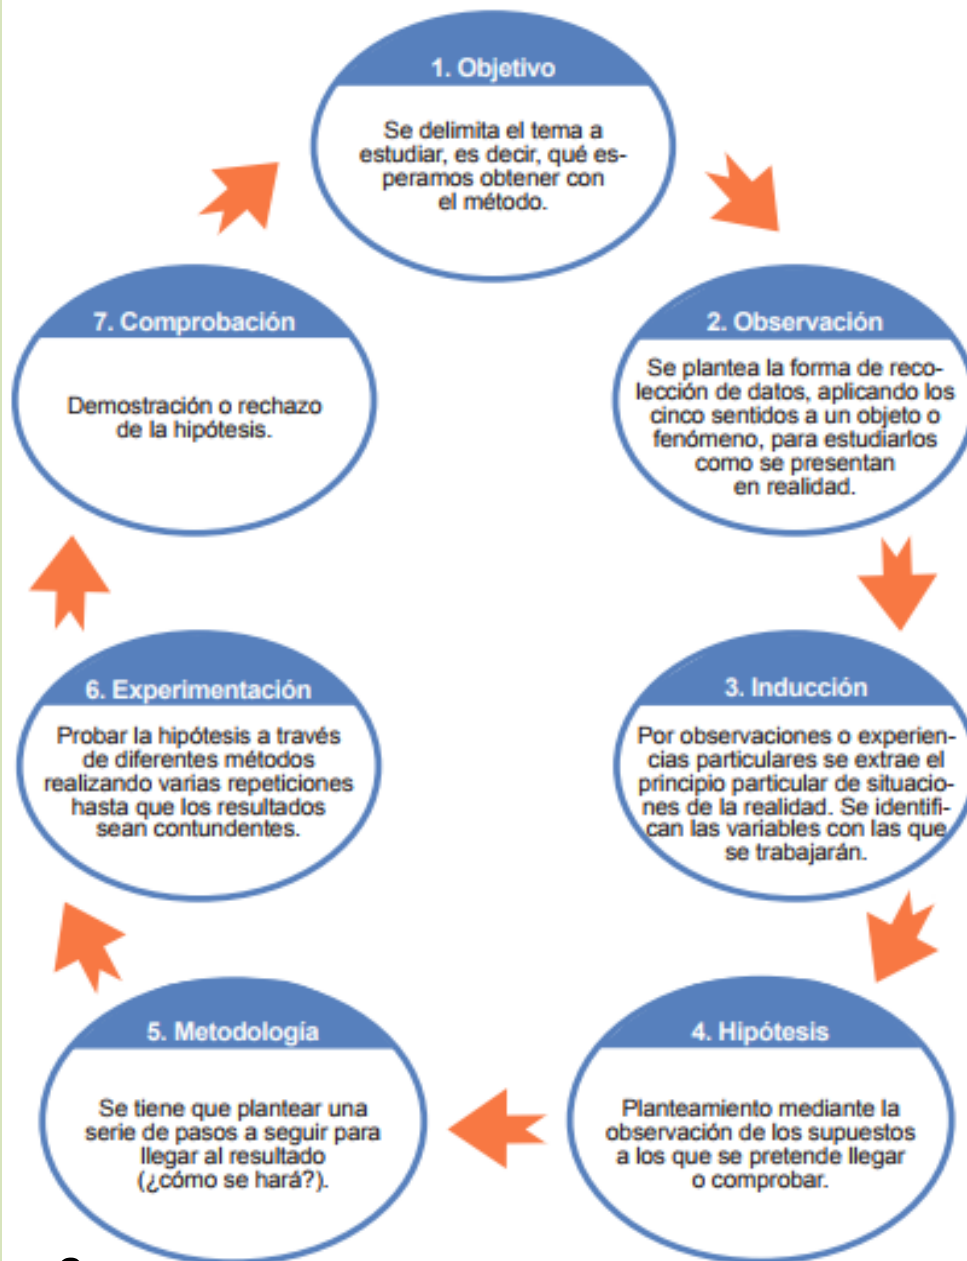 1. Objetivo
Se delimita el tema a
estudiar, es decir, qué es-
peramos obtener con
el método.
2. Observación
Se plantea la forma de reco-
lección de datos, aplicando los
cinco sentidos a un objeto o
fenómeno, para estudiarlos
como se presentan
en realidad.
3. Inducción
Por observaciones o experien-
cias particulares se extrae el
principio particular de situacio-
nes de la realidad. Se identifi-
can las variables con las que
se trabajarán.
4. Hipótesis
Planteamiento mediante la
observación de los supuestos
a los que se pretende llegar
o comprobar.
5. Metodología
Se tiene que plantear una
serie de pasos a seguir para
llegar al resultado
(¿cómo se hará?).
6. Experimentación
Probar la hipótesis a través
de diferentes métodos
realizando varias repeticiones
hasta que los resultados
sean contundentes.
7. Comprobación
Demostración o rechazo
de la hipótesis.